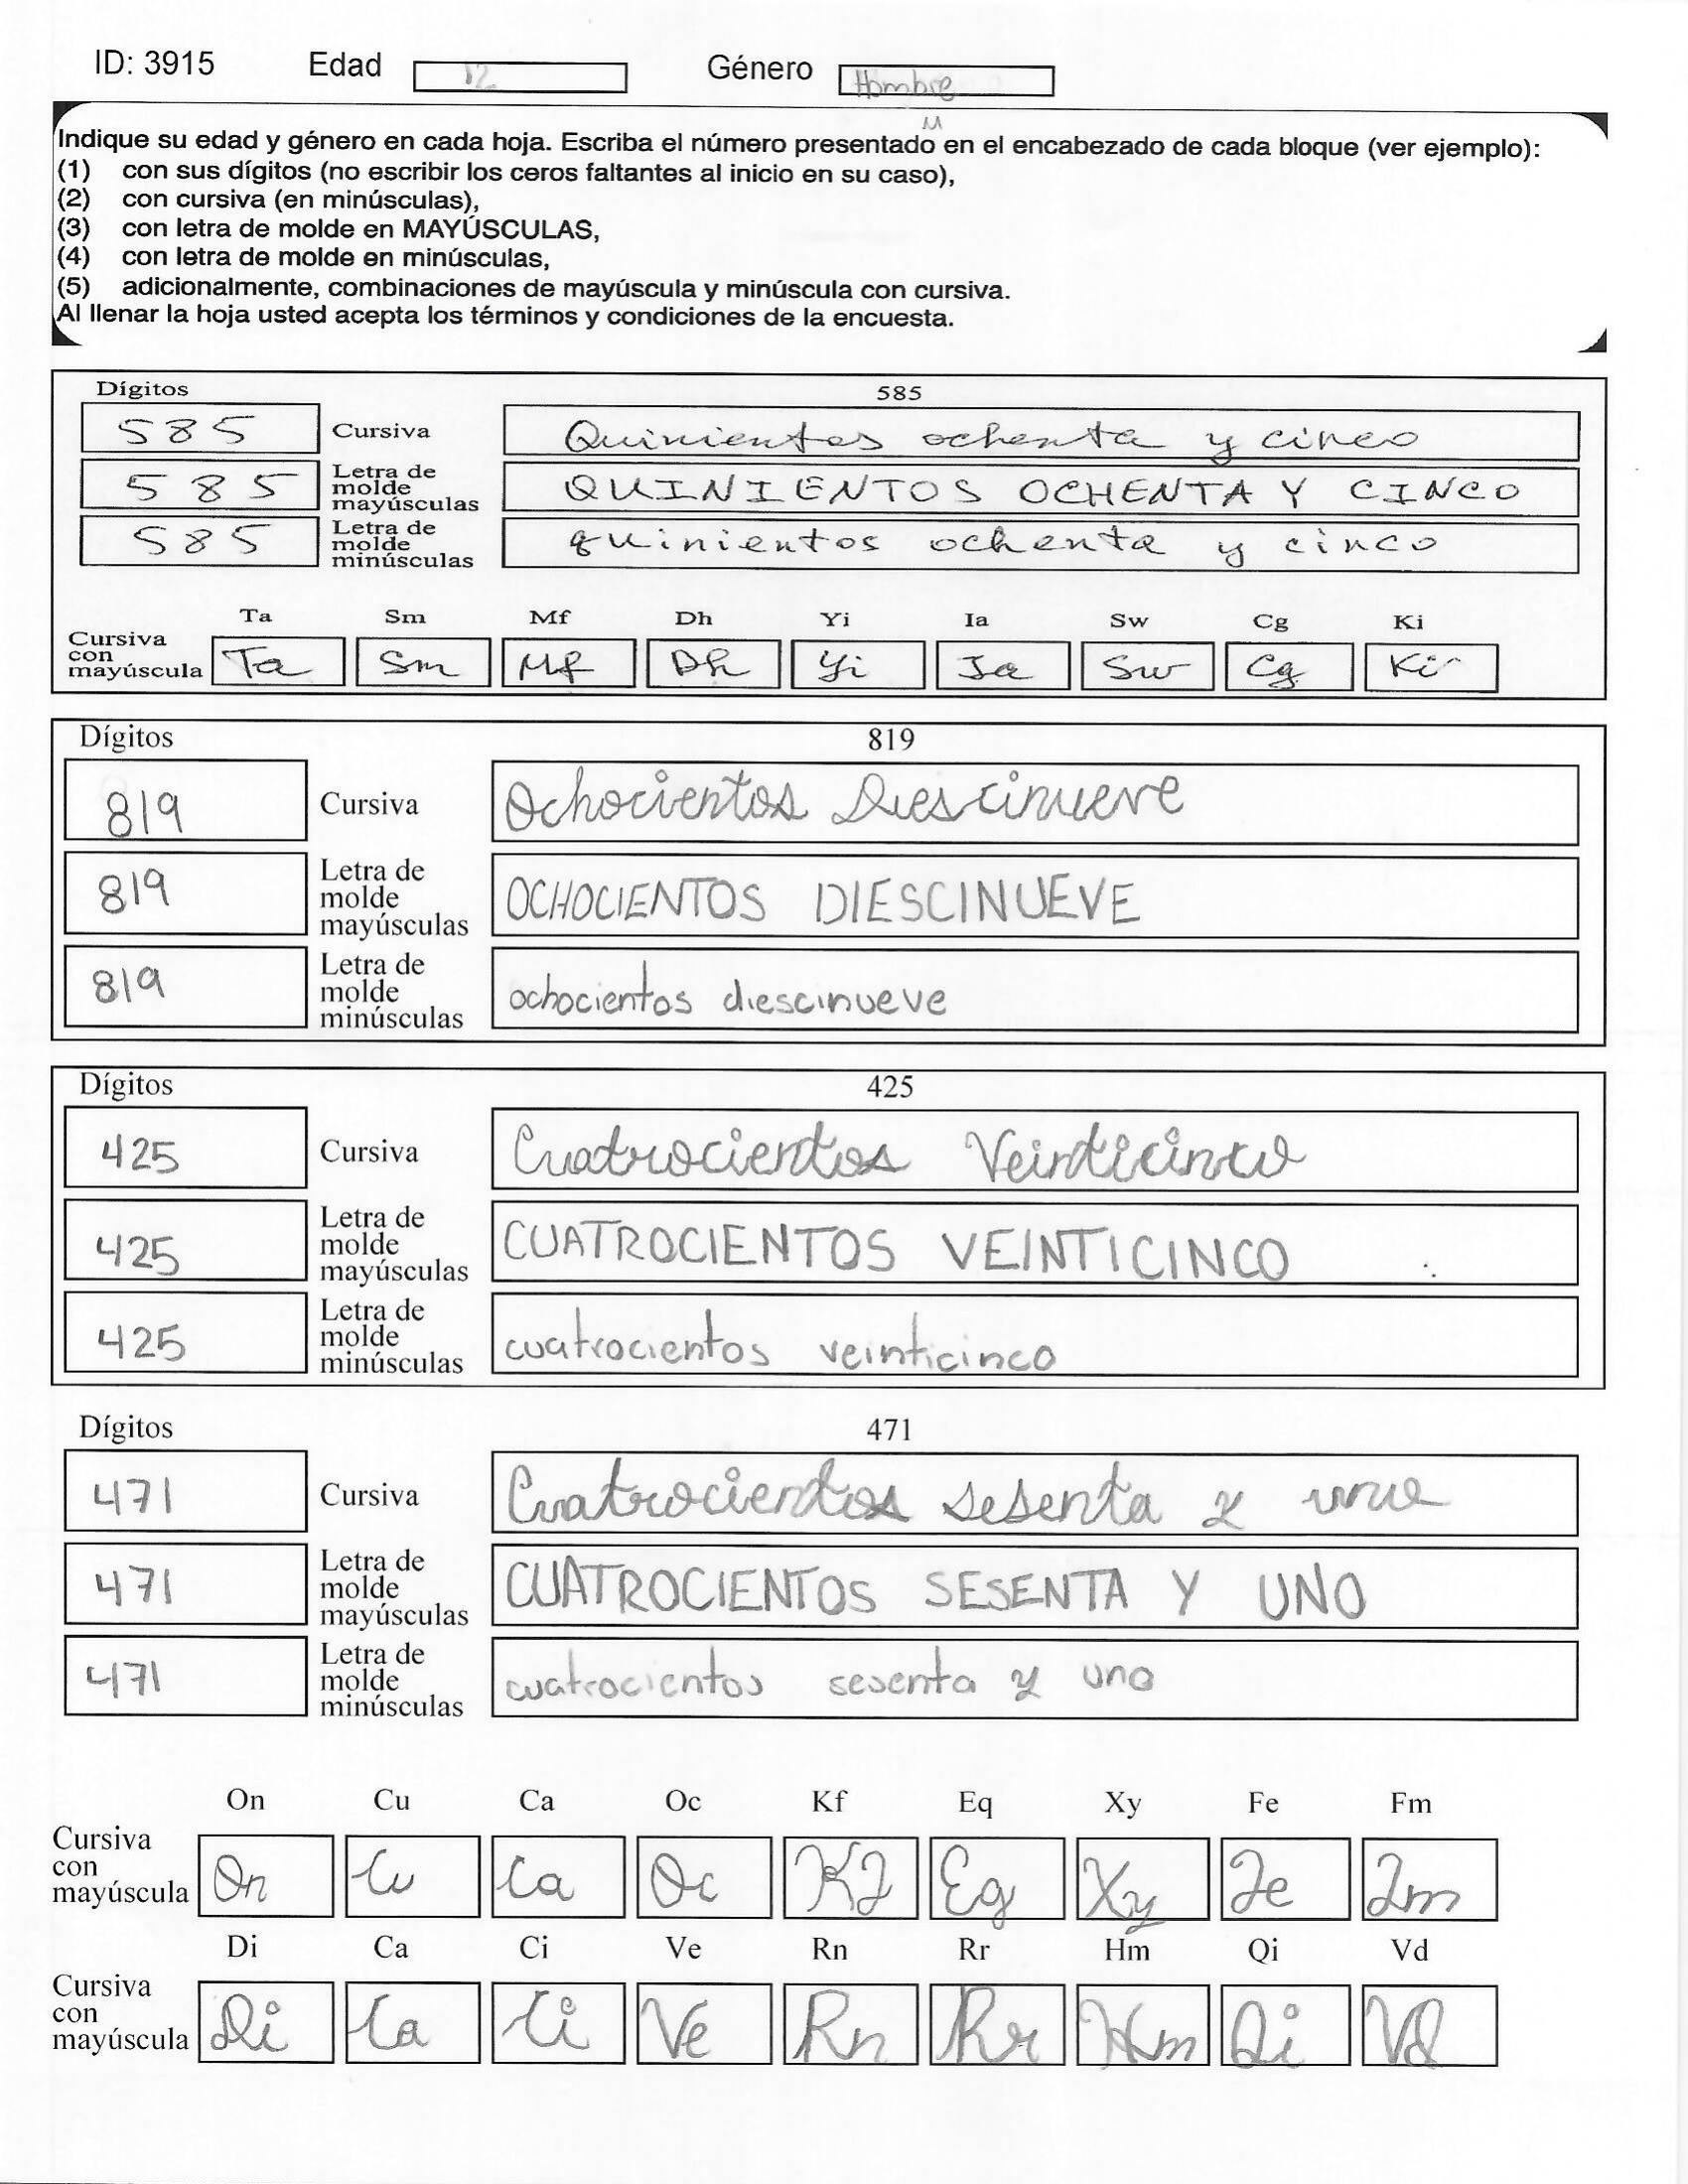 ID: 3915 Edad 12 Género Hombre
M
Indique su edad y género en cada hoja. Escriba el número presentado en el encabezado de cada bloque (ver ejemplo):
(1) con sus dígitos (no escribir los ceros faltantes al inicio en su caso),
(2) con cursiva (en minúsculas),
(3) con letra de molde en MAYÚSCULAS,
(4) con letra de molde en minúsculas,
(5) adicionalmente, combinaciones de mayúscula y minúscula con cursiva.
Al llenar la hoja usted acepta los términos y condiciones de la encuesta.
Dígitos 585
585 Cursiva Quinientos ochenta y cinco
585 Letra de molde mayúsculas QUINIENTOS OCHENTA Y CINCO
585 Letra de molde minúsculas quinientos ochenta y cinco
Ta Sm Mf Dh Yi Ia Sw Cg Ki
Cursiva con mayúscula Ta Sm Mf Dh Yi Ia Sw Cg Ki
Dígitos 819
819 Cursiva Ochocientos Diescinueve
819 Letra de molde mayúsculas OCHOCIENTOS DIESCINUEVE
819 Letra de molde minúsculas ochocientos diescinueve
Dígitos 425
425 Cursiva Cuatrocientos Veinticinco
425 Letra de molde mayúsculas CUATROCIENTOS VEINTICINCO
425 Letra de molde minúsculas cuatrocientos veinticinco
Dígitos 471
471 Cursiva Cuatrocientos sesenta y uno
471 Letra de molde mayúsculas CUATROCIENTOS SESENTA Y UNO
471 Letra de molde minúsculas cuatrocientos sesenta y uno
On Cu Ca Oc Kf Eq Xy Fe Fm
Cursiva con mayúscula On Cu Ca Oc Kf Eq Xy Fe Fm
Di Ca Ci Ve Rn Rr Hm Qi Vd
Cursiva con mayúscula Di Ca Ci Ve Rn Rr Hm Qi Vd